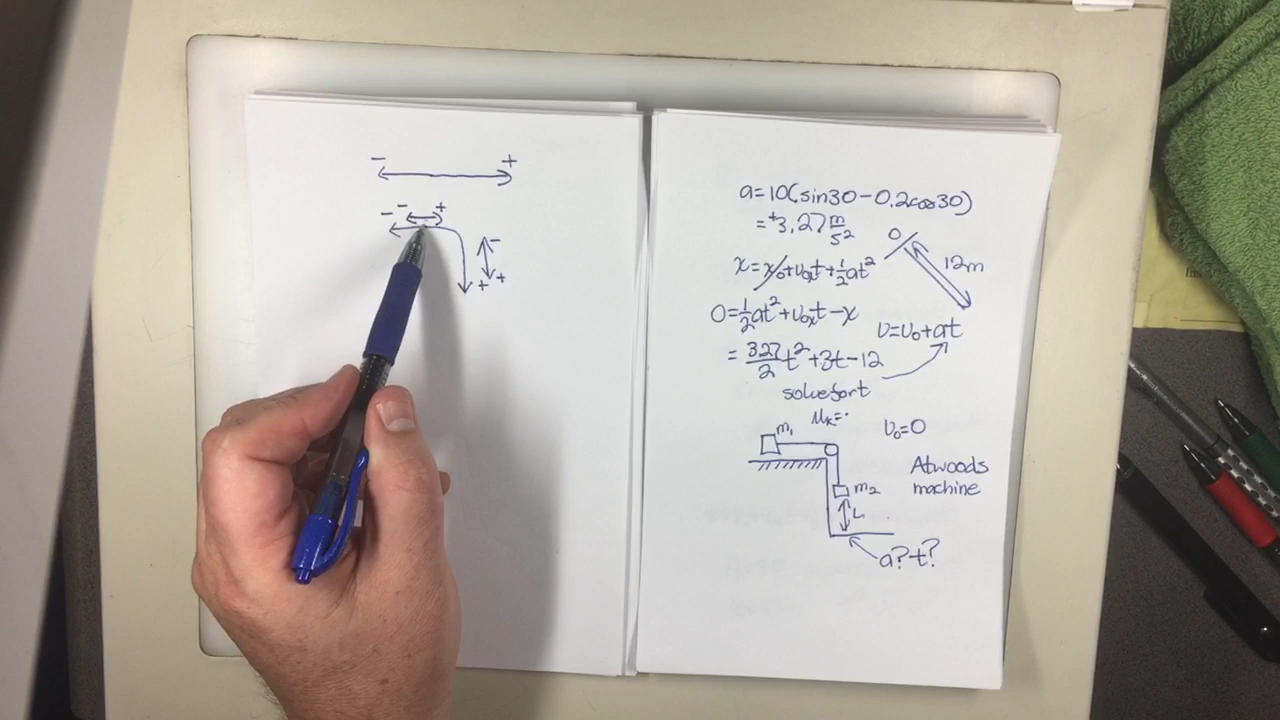 - +
- - +
-
+ +
a=10(sin30-0.2cos30)
=+3.27 m/s²
0
12m
x=x₀+v₀ₓt+½at²
0=½at²+v₀ₓt-x
v=v₀+at
=3.27/2 t²+3t-12
solve for t
μₖ=·
m₁
v₀=0
Atwoods
machine
m₂
L
a? t?